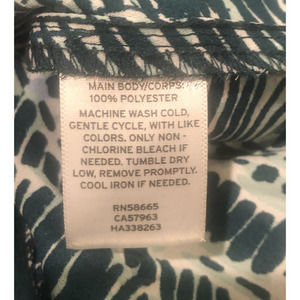 MAIN BODY/CORPS:
100% POLYESTER
MACHINE WASH COLD,
GENTLE CYCLE, WITH LIKE
COLORS. ONLY NON -
CHLORINE BLEACH IF
NEEDED. TUMBLE DRY
LOW, REMOVE PROMPTLY.
COOL IRON IF NEEDED.
RN58665
CA57963
HA338263